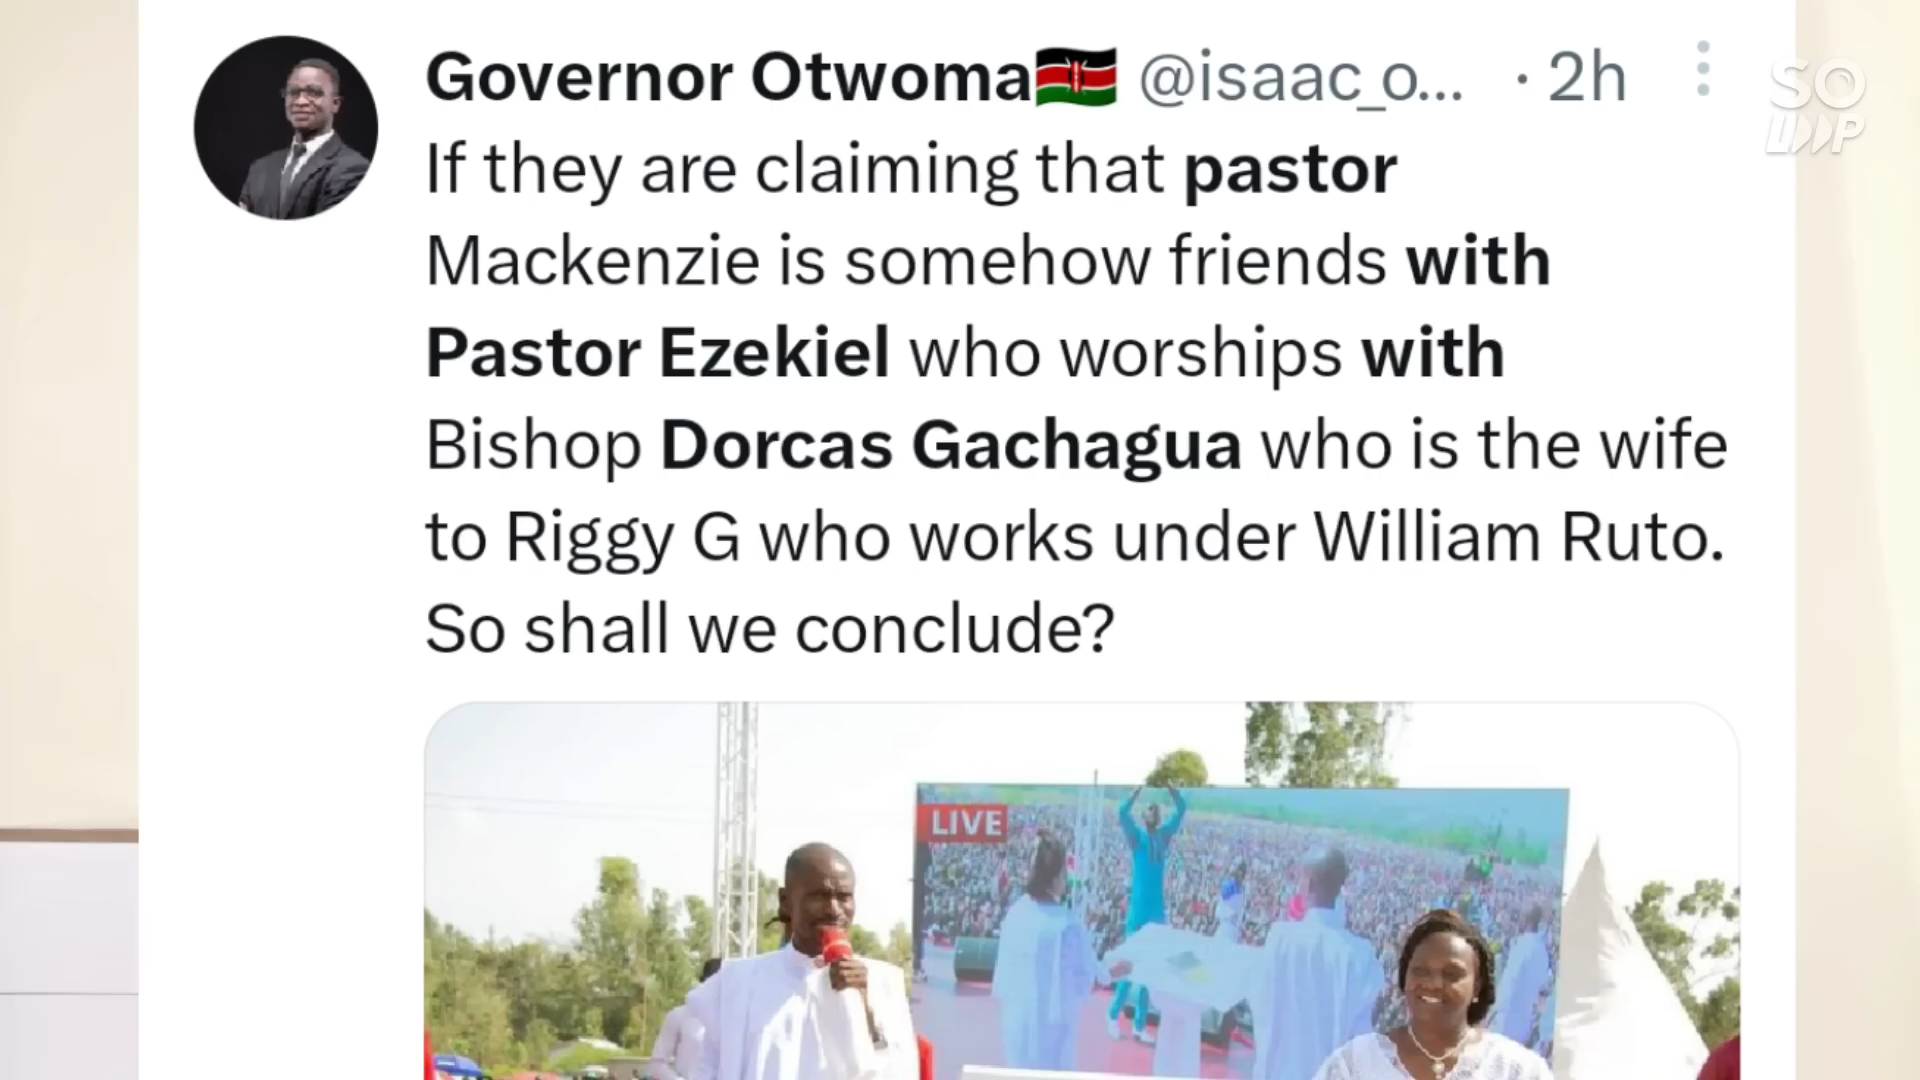 Governor Otwoma🇰🇪 @isaac_o... · 2h
SO
UP
If they are claiming that pastor
Mackenzie is somehow friends with
Pastor Ezekiel who worships with
Bishop Dorcas Gachagua who is the wife
to Riggy G who works under William Ruto.
So shall we conclude?
LIVE